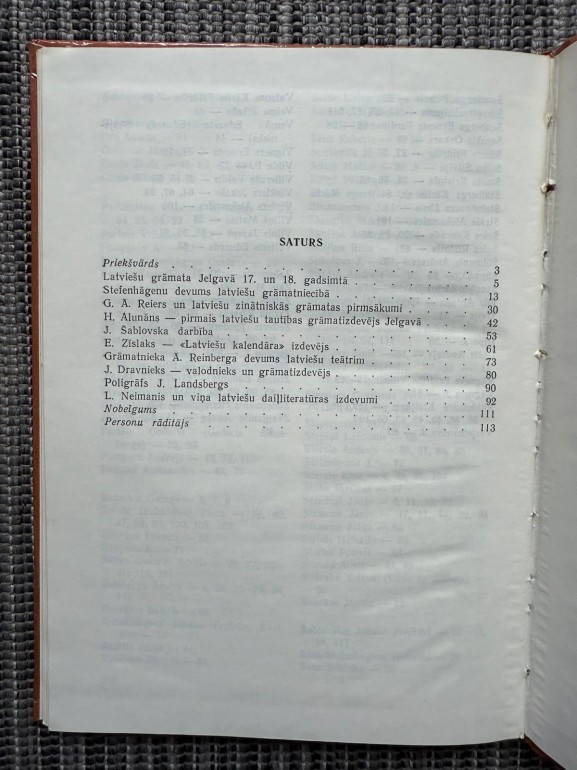 SATURS
Priekšvārds . . . . . . . . . . . . 3
Latviešu grāmata Jelgavā 17. un 18. gadsimtā . . . . . 5
Stefenhāgenu devums latviešu grāmatniecībā . . . . . 13
G. A. Reiers un latviešu zinātniskās grāmatas pirmsākumi . . . 30
H. Alunāns — pirmais latviešu tautības grāmatizdevējs Jelgavā . . 42
J. Šablovska darbība . . . . . . . . . . 53
E. Zīslaks — «Latviešu kalendāra» izdevējs . . . . . 61
Grāmatnieka A. Reinberga devums latviešu teātrim . . . . 73
J. Dravnieks — valodnieks un grāmatizdevējs . . . . . 80
Poligrāfs J. Landsbergs . . . . . . . . . 90
L. Neimanis un viņa latviešu daiļliteratūras izdevumi . . . . 92
Nobeigums . . . . . . . . . . . . 111
Personu rādītājs . . . . . . . . . . . 113